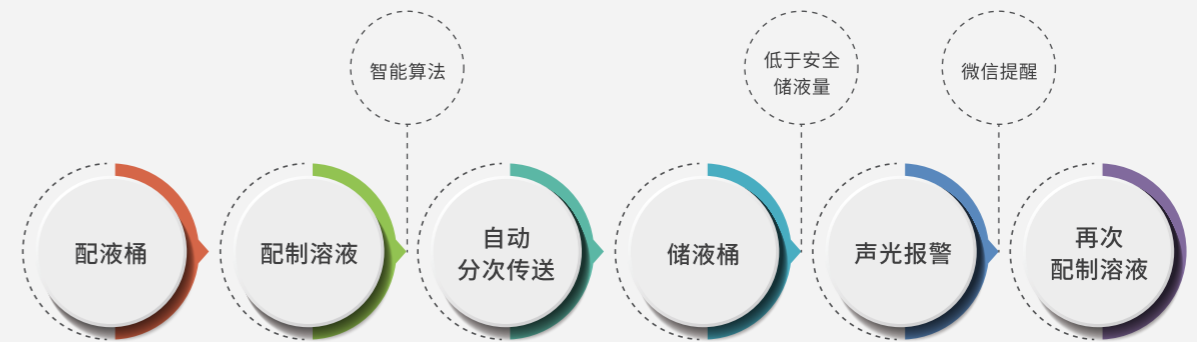 智能算法
低于安全
储液量
微信提醒
配液桶
配制溶液
自动
分次传送
储液桶
声光报警
再次
配制溶液